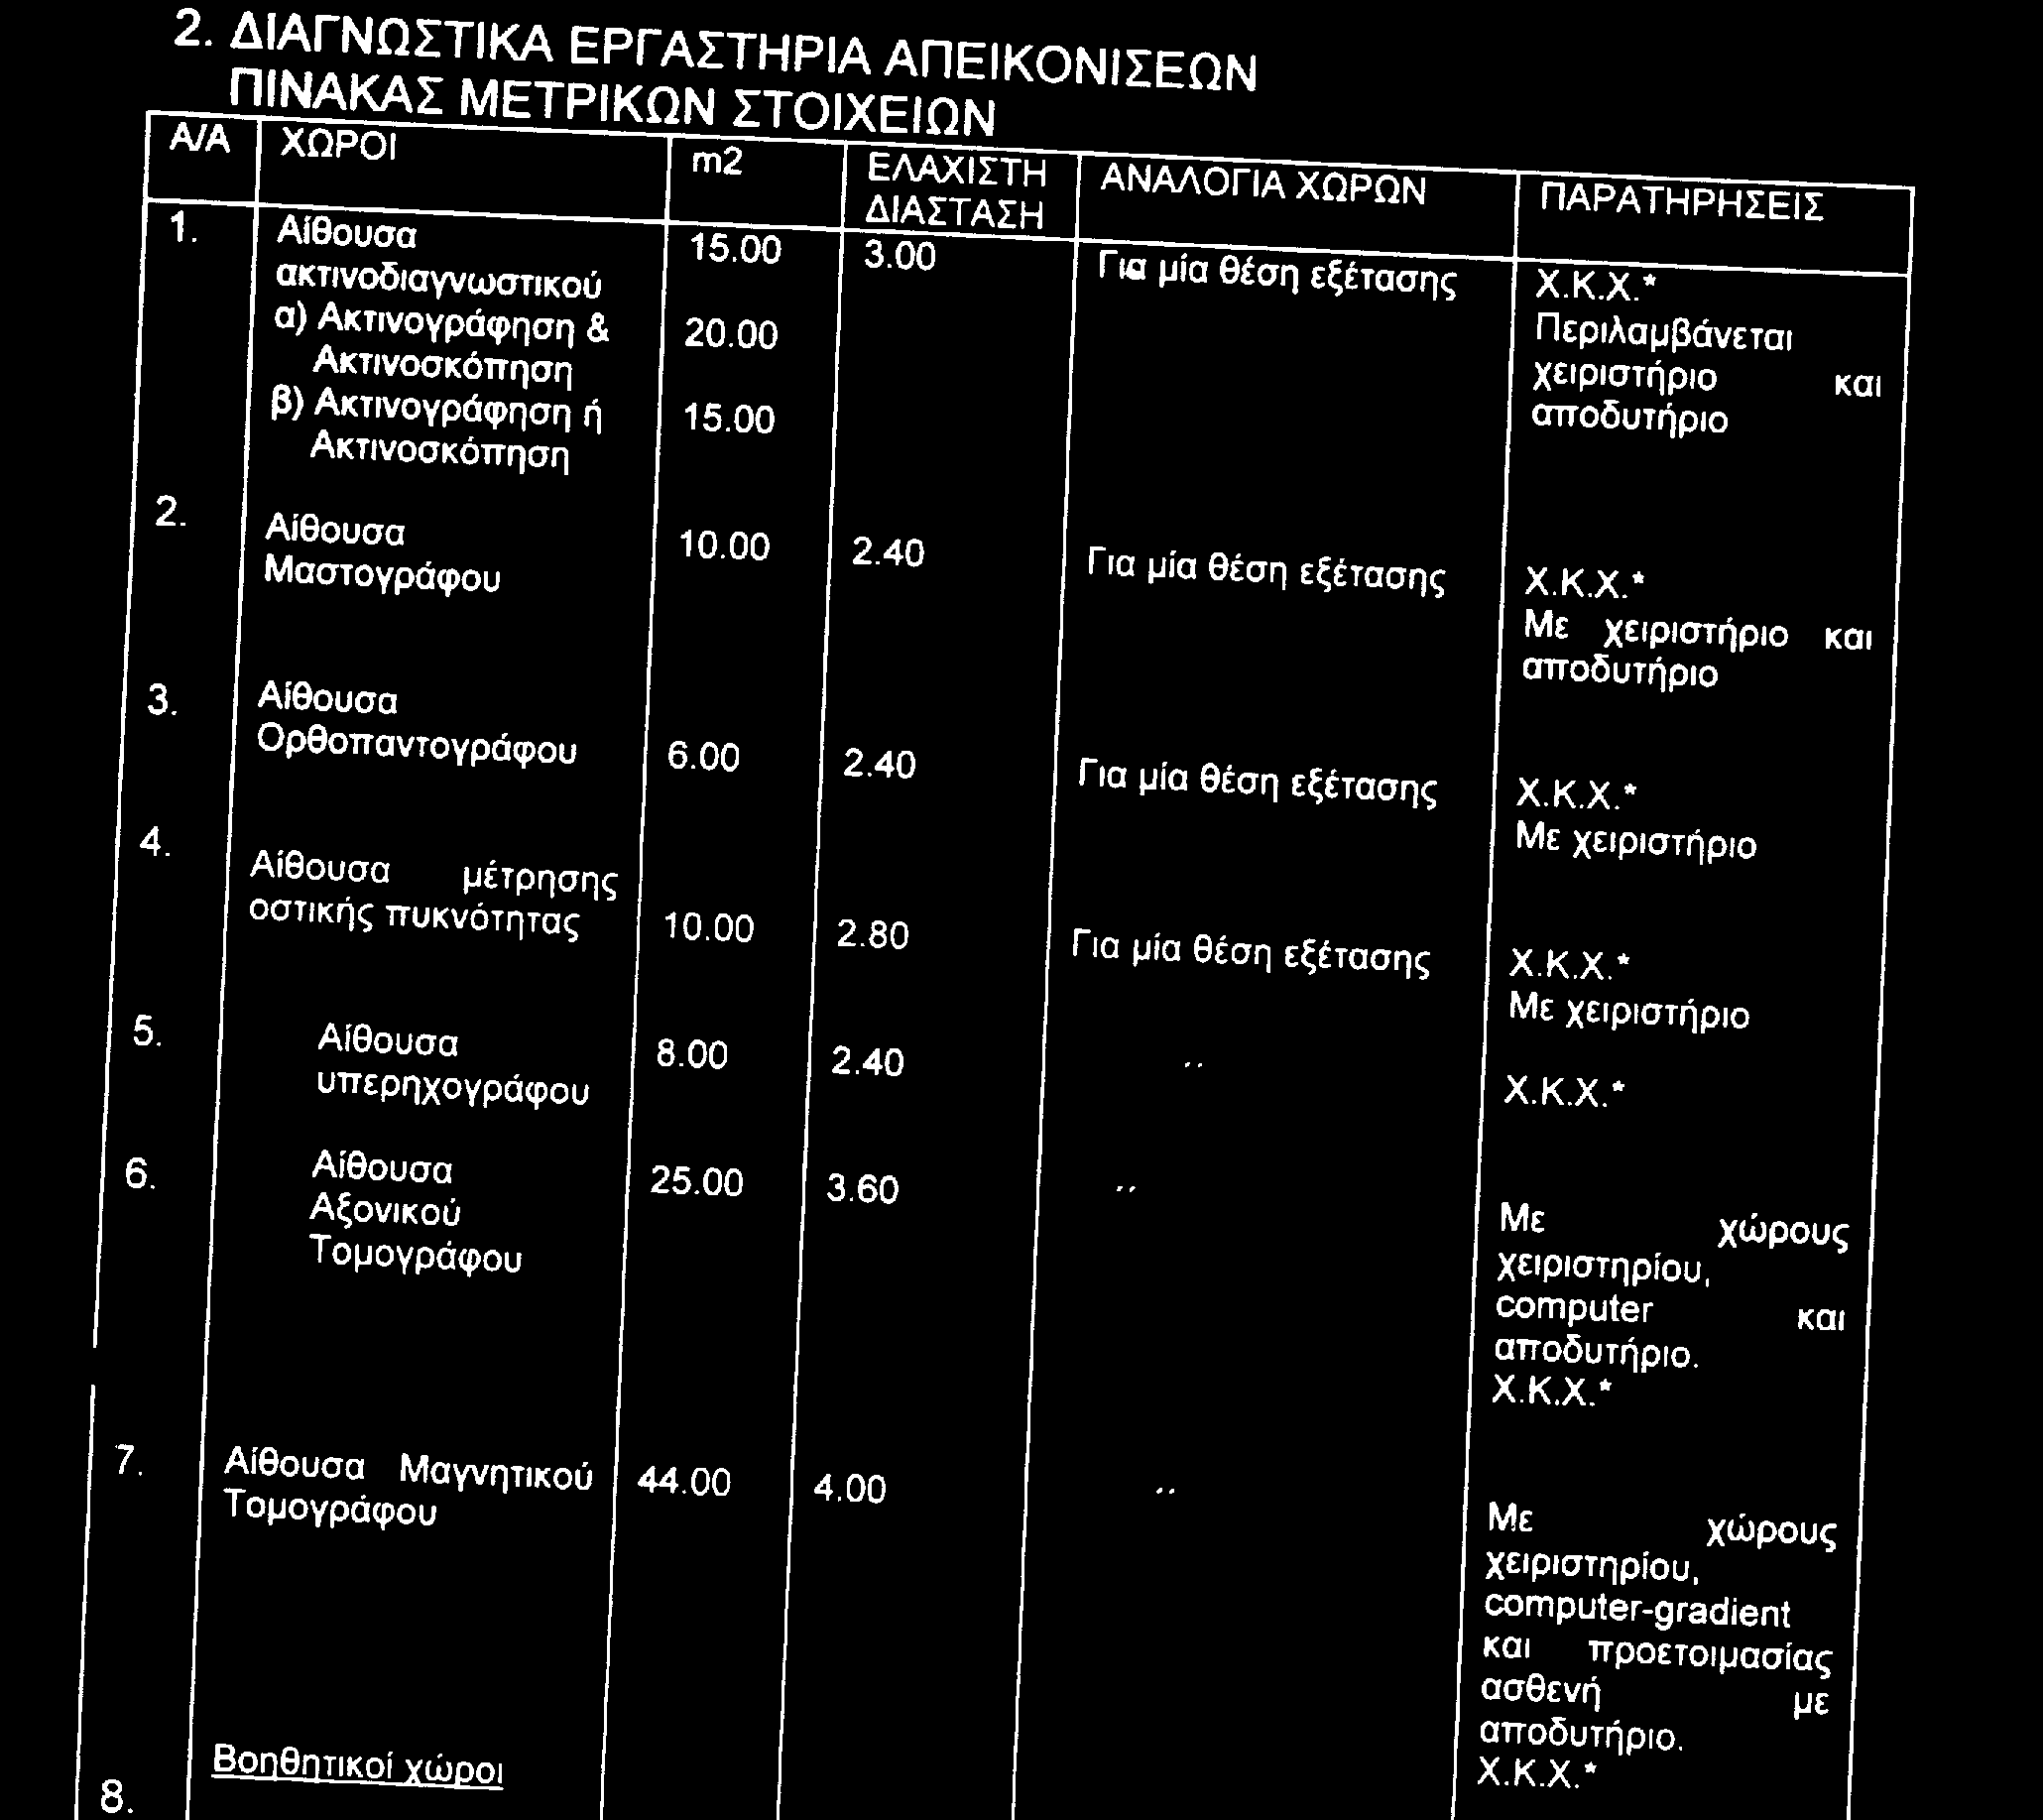 2. ΔΙΑΓΝΩΣΤΙΚΑ ΕΡΓΑΣΤΗΡΙΑ ΑΠΕΙΚΟΝΙΣΕΩΝ
ΠΙΝΑΚΑΣ ΜΕΤΡΙΚΩΝ ΣΤΟΙΧΕΙΩΝ
Α/Α ΧΩΡΟΙ m2 ΕΛΑΧΙΣΤΗ ΑΝΑΛΟΓΙΑ ΧΩΡΩΝ ΠΑΡΑΤΗΡΗΣΕΙΣ
ΔΙΑΣΤΑΣΗ
1. Αίθουσα 15.00 3.00 Για μία θέση εξέτασης Χ.Κ.Χ.*
ακτινοδιαγνωστικού Περιλαμβάνεται
α) Ακτινογράφηση & 20.00 χειριστήριο και
Ακτινοσκόπηση αποδυτήριο
β) Ακτινογράφηση ή 15.00
Ακτινοσκόπηση
2. Αίθουσα 10.00 2.40 Για μία θέση εξέτασης Χ.Κ.Χ.*
Μαστογράφου Με χειριστήριο και
αποδυτήριο
3. Αίθουσα
Ορθοπαντογράφου 6.00 2.40 Για μία θέση εξέτασης Χ.Κ.Χ.*
Με χειριστήριο
4. Αίθουσα μέτρησης
οστικής πυκνότητας 10.00 2.80 Για μία θέση εξέτασης Χ.Κ.Χ.*
Με χειριστήριο
5. Αίθουσα 8.00 2.40 ,, Χ.Κ.Χ.*
υπερηχογράφου
6. Αίθουσα 25.00 3.60 ,, Με χώρους
Αξονικού χειριστηρίου,
Τομογράφου computer και
αποδυτήριο.
Χ.Κ.Χ.*
7. Αίθουσα Μαγνητικού 44.00 4.00 ,, Με χώρους
Τομογράφου χειριστηρίου,
computer-gradient
και προετοιμασίας
ασθενή με
αποδυτήριο.
Χ.Κ.Χ.*
8. Βοηθητικοί χώροι